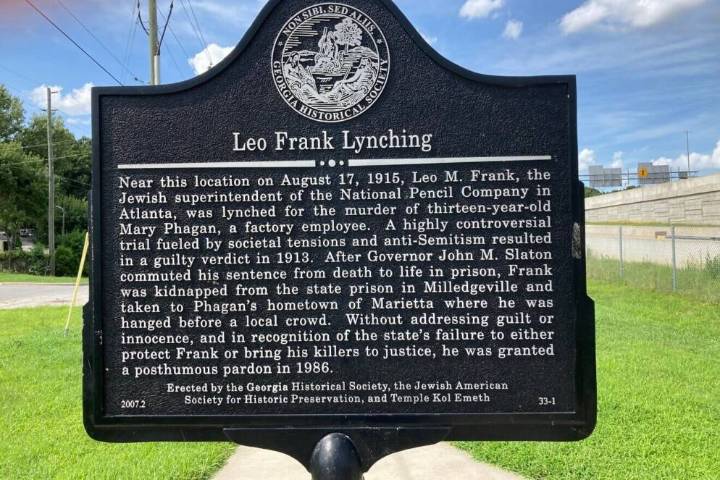 NON SIBI, SED ALIIS.
GEORGIA HISTORICAL SOCIETY
Leo Frank Lynching
Near this location on August 17, 1915, Leo M. Frank, the
Jewish superintendent of the National Pencil Company in
Atlanta, was lynched for the murder of thirteen-year-old
Mary Phagan, a factory employee. A highly controversial
trial fueled by societal tensions and anti-Semitism resulted
in a guilty verdict in 1913. After Governor John M. Slaton
commuted his sentence from death to life in prison, Frank
was kidnapped from the state prison in Milledgeville and
taken to Phagan's hometown of Marietta where he was
hanged before a local crowd. Without addressing guilt or
innocence, and in recognition of the state's failure to either
protect Frank or bring his killers to justice, he was granted
a posthumous pardon in 1986.
Erected by the Georgia Historical Society, the Jewish American
Society for Historic Preservation, and Temple Kol Emeth
2007.2
33-1